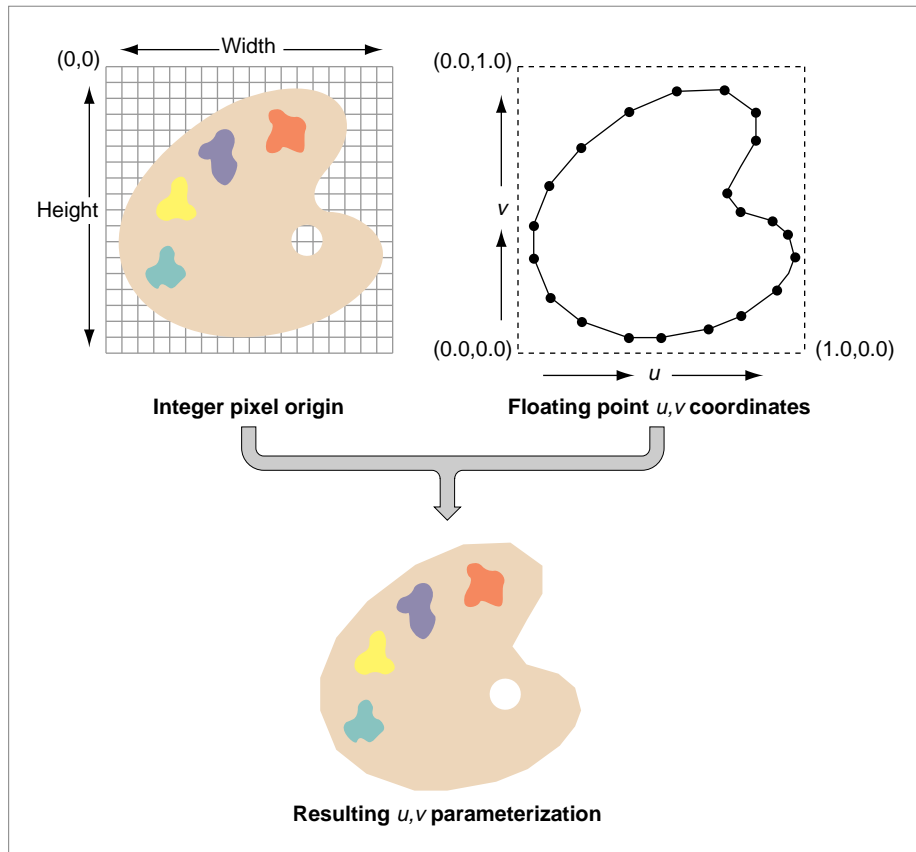 Width
(0,0)
Height
Integer pixel origin
(0.0,1.0)
v
(0.0,0.0)
(1.0,0.0)
u
Floating point u,v coordinates
Resulting u,v parameterization